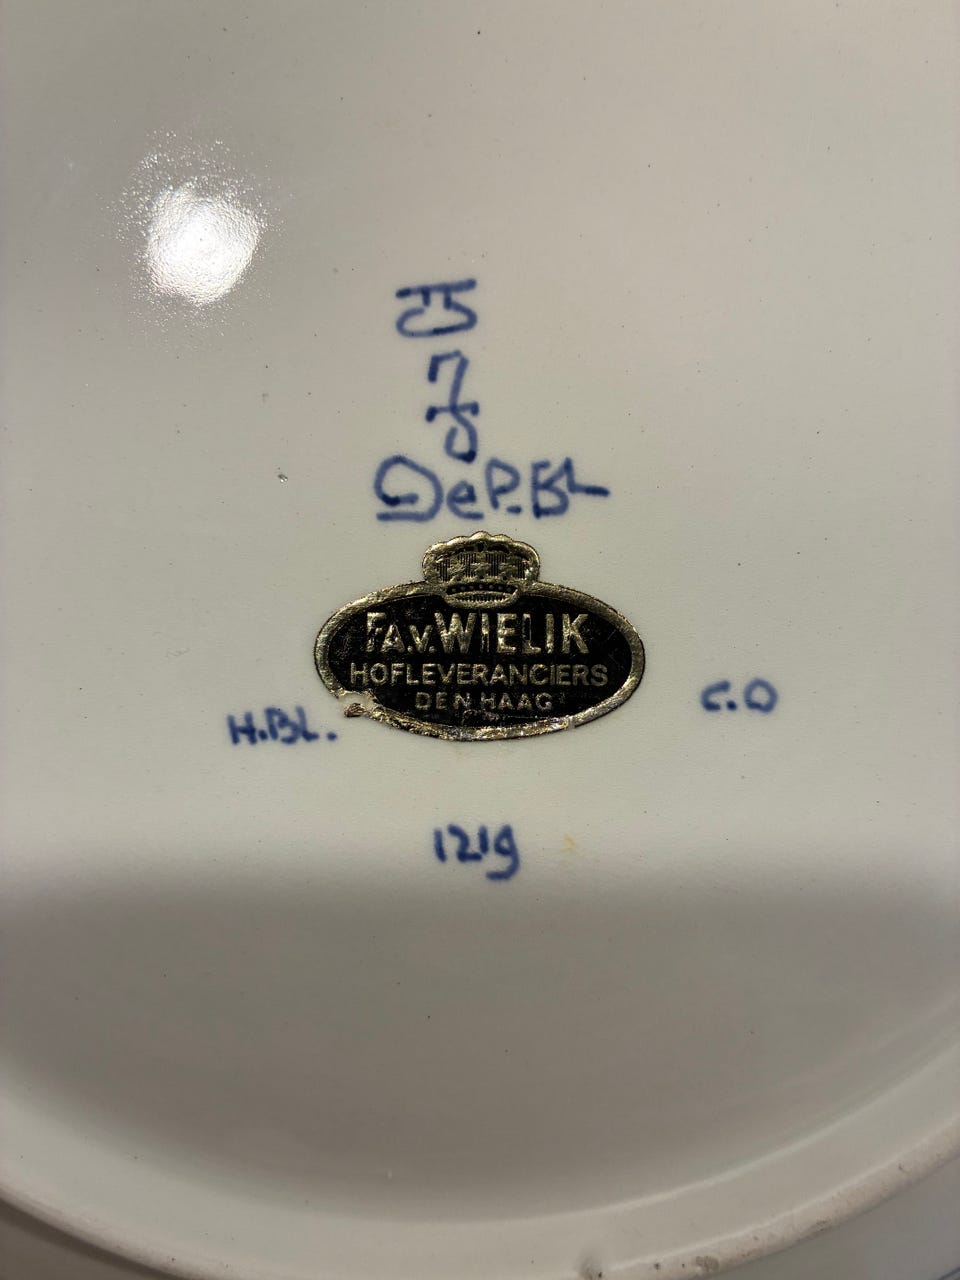 DeP.BL
FA.v.WIELIK
HOFLEVERANCIERS
DEN HAAG
H.BL.
C.O
1219